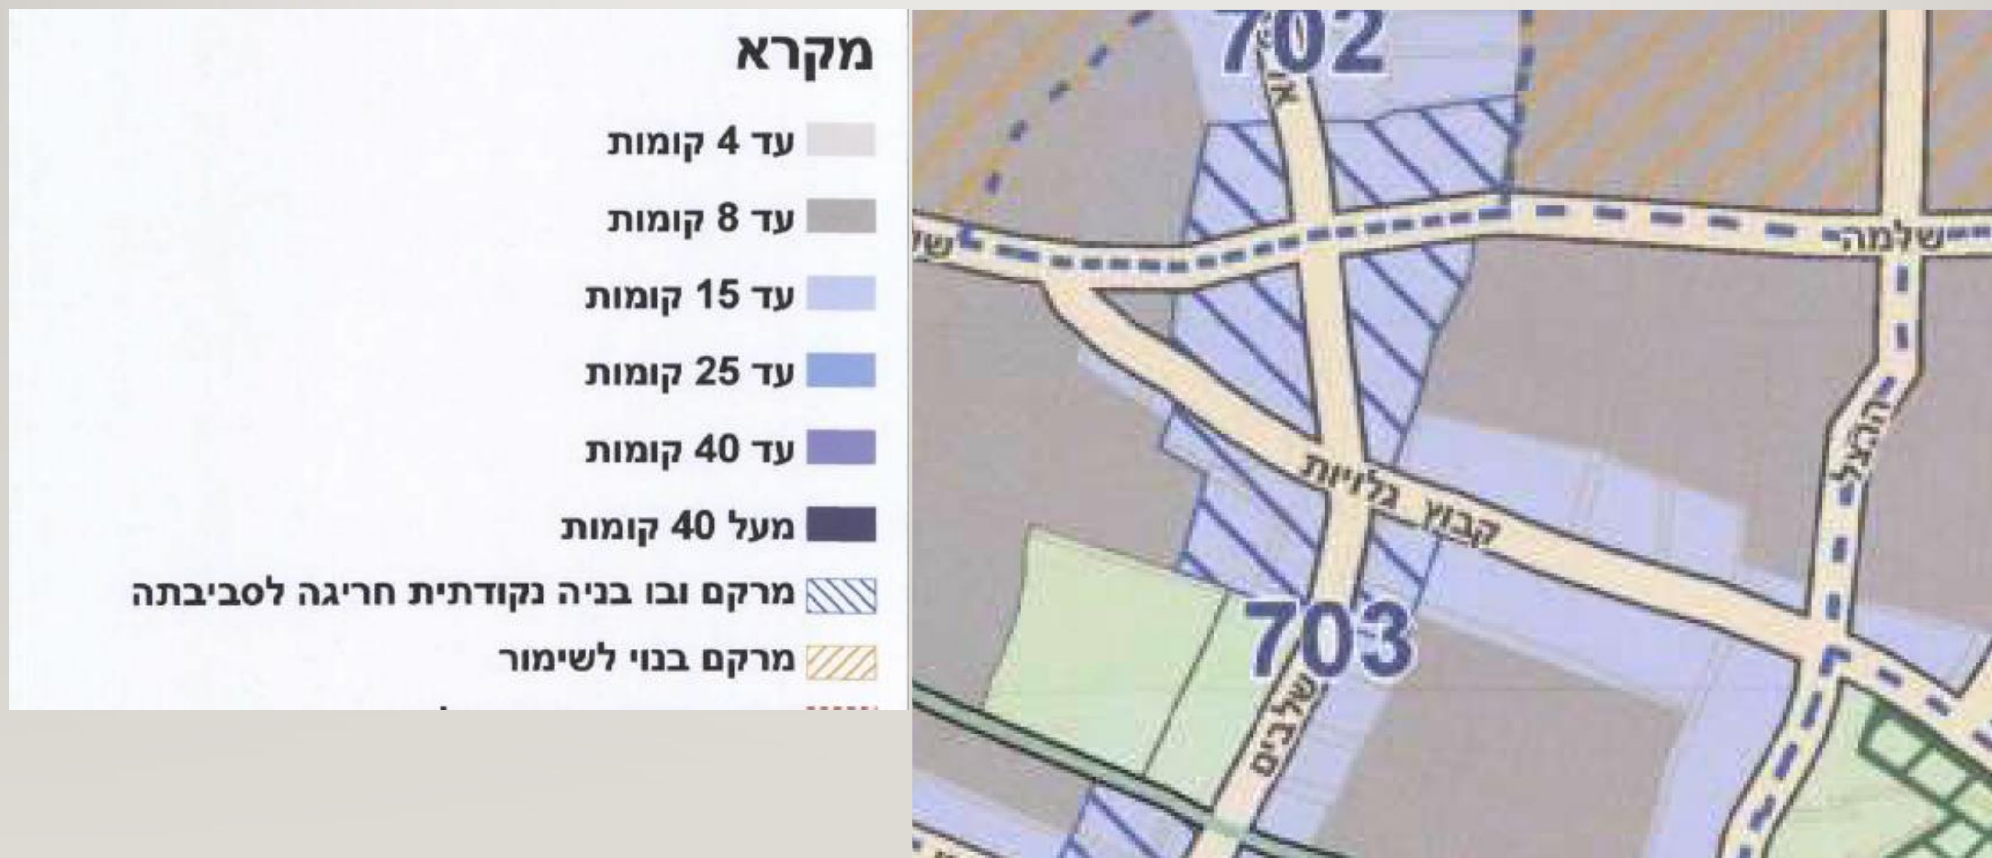 מקרא
עד 4 קומות
עד 8 קומות
עד 15 קומות
עד 25 קומות
עד 40 קומות
מעל 40 קומות
מרקם ובו בניה נקודתית חריגה לסביבתה
מרקם בנוי לשימור
702
שלמה
הרצל
קבוץ גלויות
703
שלבים